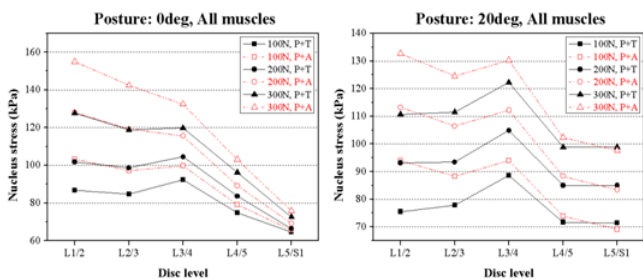 Posture: 0deg, All muscles
Nucleus stress (kPa)
160
140
120
100
80
60
100N, P+T
100N, P+A
200N, P+T
200N, P+A
300N, P+T
300N, P+A
L1/2 L2/3 L3/4 L4/5 L5/S1
Disc level
Posture: 20deg, All muscles
Nucleus stress (kPa)
140
130
120
110
100
90
80
70
100N, P+T
100N, P+A
200N, P+T
200N, P+A
300N, P+T
300N, P+A
L1/2 L2/3 L3/4 L4/5 L5/S1
Disc level